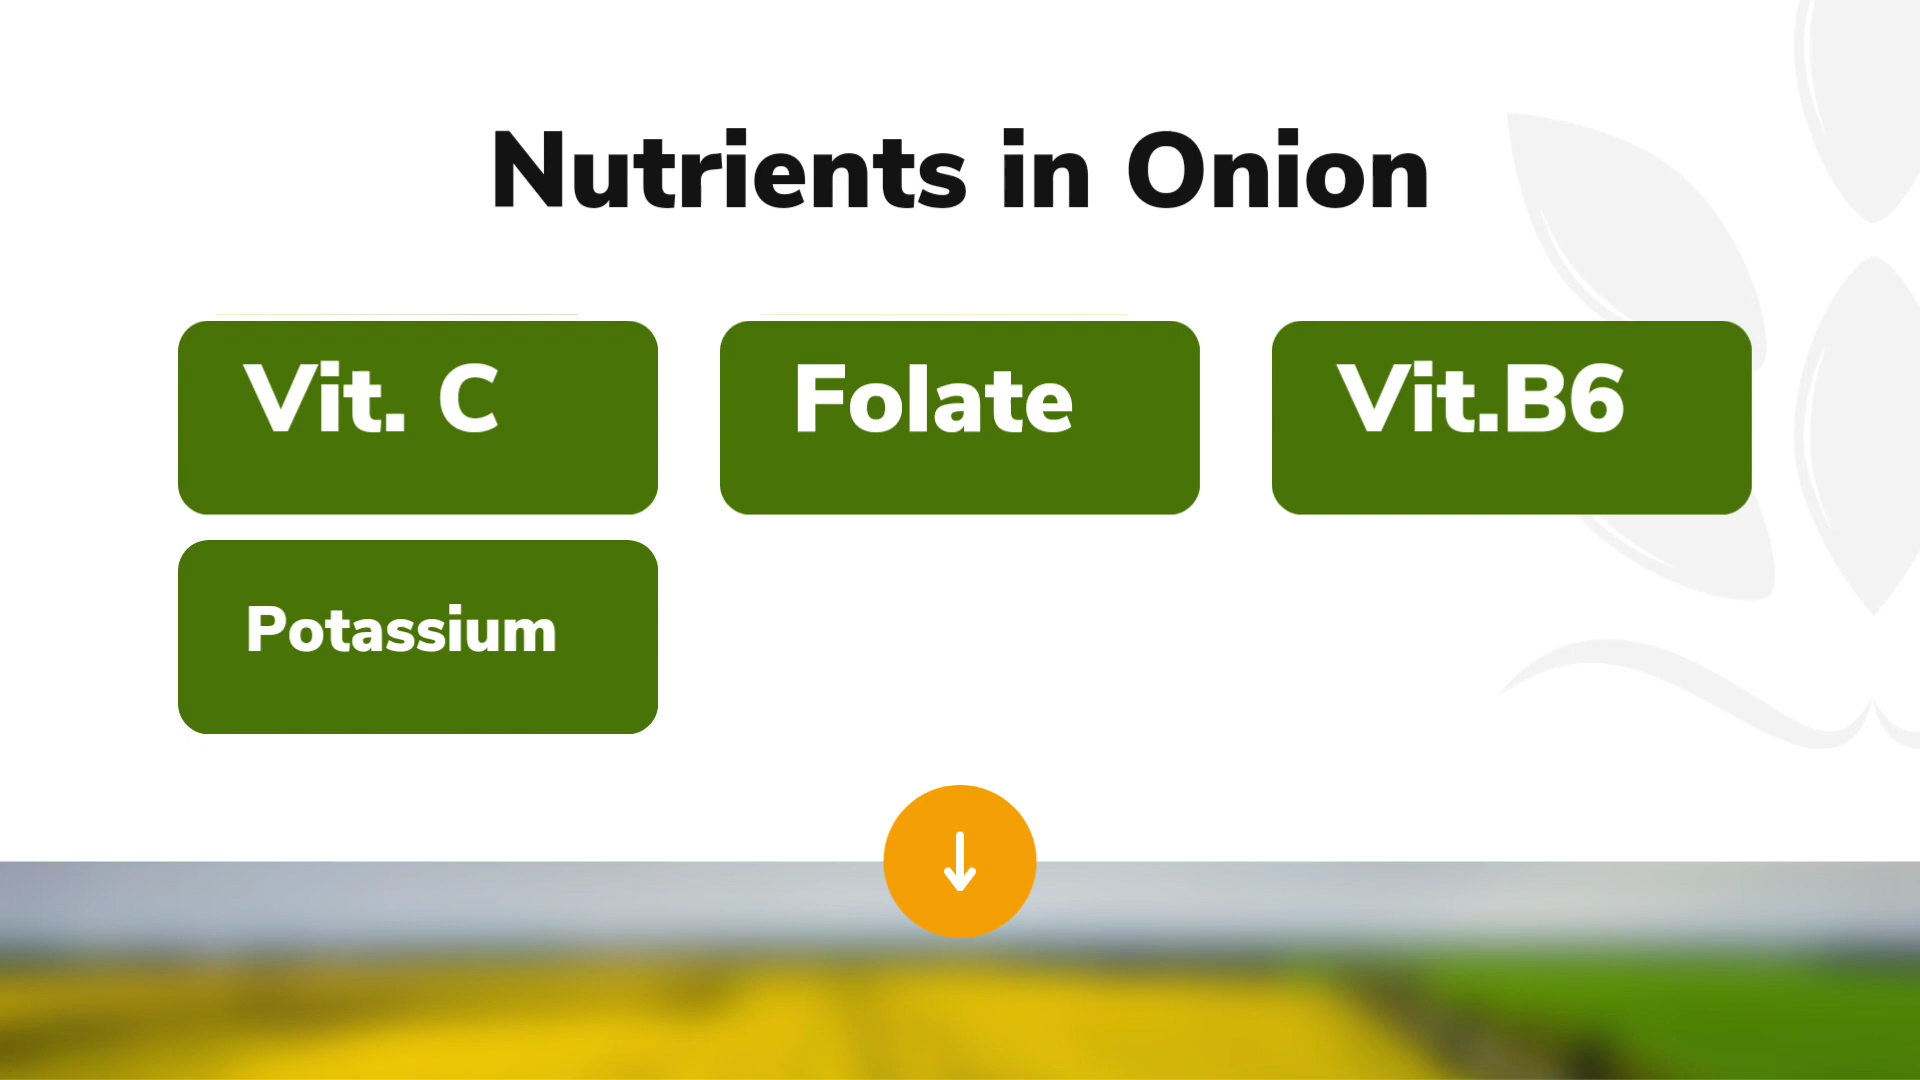 Nutrients in Onion
Vit. C
Folate
Vit.B6
Potassium